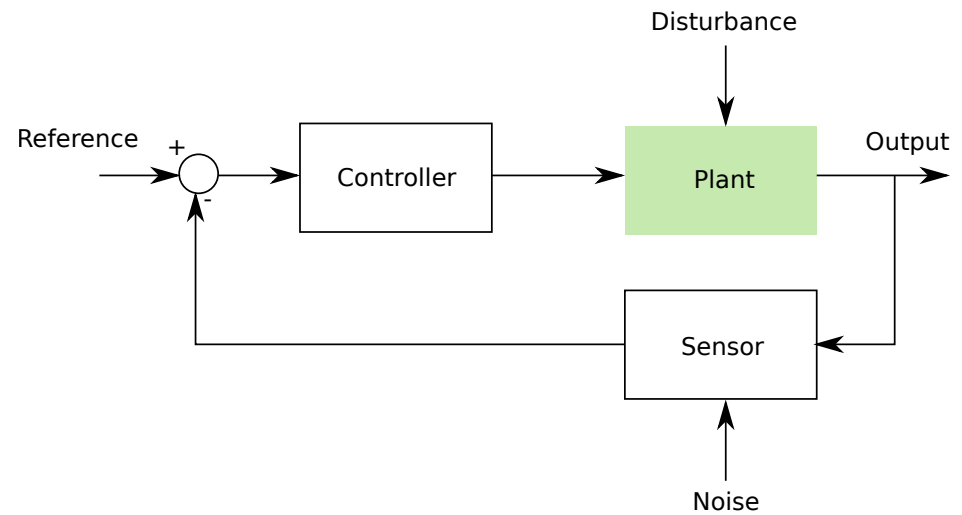 Disturbance
Reference
+
Output
Controller
Plant
-
Sensor
Noise